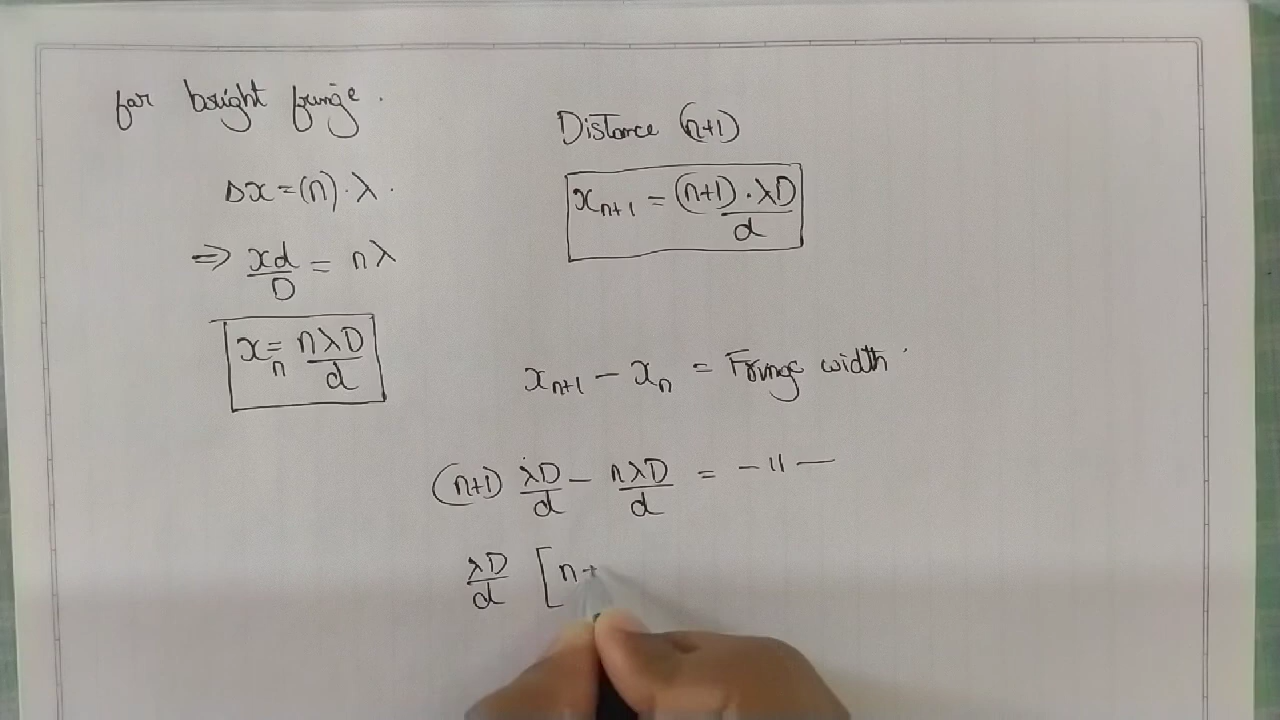 for bright fringe.
Δx = (n)·λ.
⇒ xd/D = nλ
xₙ = nλD/d
Distance (n+1)
xₙ₊₁ = (n+1)·λD/d
xₙ₊₁ − xₙ = Fringe width.
(n+1) λD/d − nλD/d = –〃–
λD/d [n+